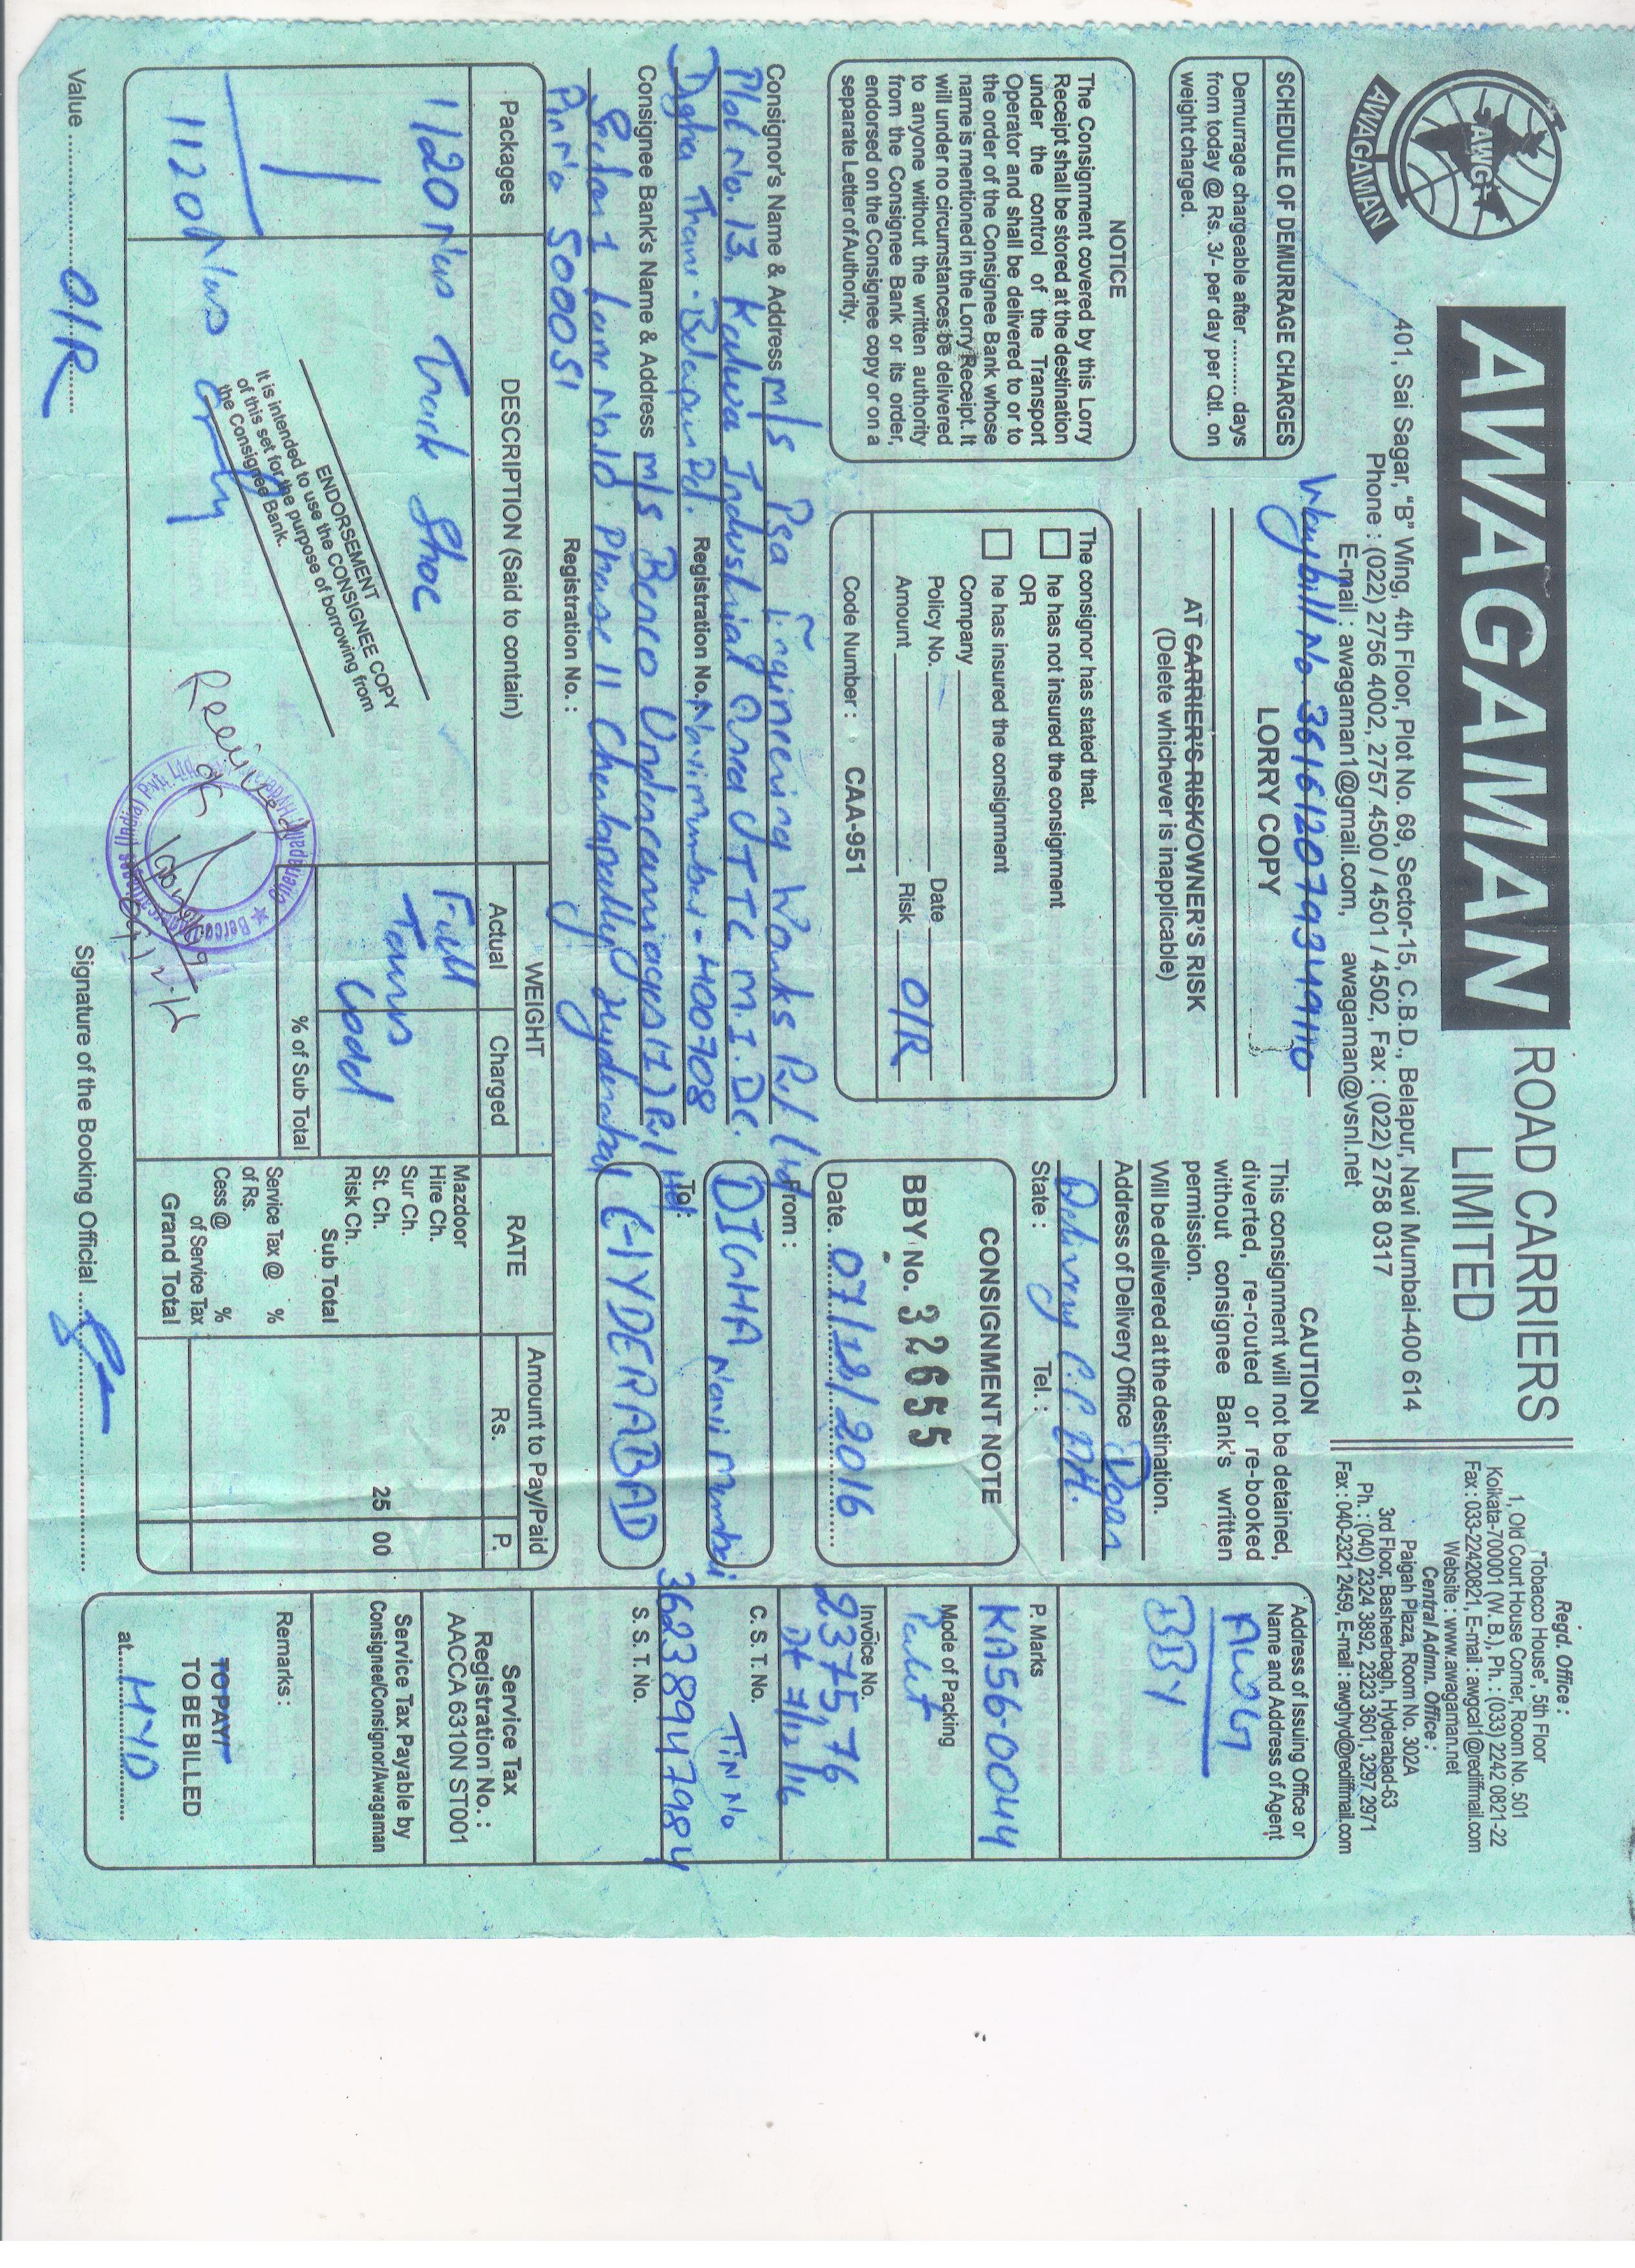 AWG
AWAGAMAN
AWAGAMAN ROAD CARRIERS LIMITED
401, Sai Sagar, "B" Wing, 4th Floor, Plot No. 69, Sector-15, C.B.D., Belapur, Navi Mumbai-400 614
Phone : (022) 2756 4002, 2757 4500 / 4501 / 4502, Fax : (022) 2758 0317
E-mail : awagaman1@gmail.com, awagaman@vsnl.net
Regd. Office :
"Tobacco House", 5th Floor
1, Old Court House Corner, Room No. 501
Kolkata-700001 (W. B.), Ph. : (033) 2242 0821-22
Fax : 033-22420821, E-mail : awgcal1@rediffmail.com
Website : www.awagaman.net
Central Admn. Office :
Paigah Plaza, Room No. 302A
3rd Floor, Basheerbagh, Hyderabad-63
Ph. : (040) 2324 3892, 2323 3601, 3297 2971
Fax : 040-2321 2459, E-mail : awghyd@rediffmail.com
SCHEDULE OF DEMURRAGE CHARGES
Demurrage chargeable after .......... days
from today @ Rs. 3/- per day per Qtl. on
weight charged.
NOTICE
The Consignment covered by this Lorry
Receipt shall be stored at the destination
under the control of the Transport
Operator and shall be delivered to or to
the order of the Consignee Bank whose
name is mentioned in the Lorry Receipt. It
will under no circumstances be delivered
to anyone without the written authority
from the Consignee Bank or its order,
endorsed on the Consignee copy or on a
separate Letter of Authority.
Waybill No
LORRY COPY
AT CARRIER'S RISK/OWNER'S RISK
(Delete whichever is inapplicable)
The consignor has stated that.
he has not insured the consignment
OR
he has insured the consignment
Company
Policy No. Date
Amount Risk O/R
Code Number : CAA-951
CAUTION
This consignment will not be detained,
diverted, re-routed or re-booked
without consignee Bank's written
permission.
Will be delivered at the destination.
Address of Delivery Office Door
Delivery
State : Tel. :
CONSIGNMENT NOTE
BBY No. 32655
Date. 07/12/2016
Address of Issuing Office or
Name and Address of Agent
AWG
BBY
P. Marks
KA56-0044
Mode of Packing
Invoice No.
2375,76
Dt 7/12/16
C. S. T. No. Tin No
36238947984
S. S. T. No.
Service Tax
Registration No. :
AACCA 6310N ST001
Service Tax Payable by
Consignee/Consignor/Awagaman
Remarks :
TO PAY/
TO BE BILLED
at HYD
Consignor's Name & Address M/s Psa Engineering Works Pvt Ltd
Plot No. 13, Kalwa Industrial Area TTC M.I.DC.
Digha Thane-Belapur Rd. Registration No. Navi Mumbai - 400708
From :
DIGHA Navi Mumbai
Consignee Bank's Name & Address M/s Berco Undercarriages (I) Pvt Ltd
Phase II Cherlapally Hyderabad
Pin No 500051 Registration No. :
To :
HYDERABAD
Packages
DESCRIPTION (Said to contain)
WEIGHT
Actual
Charged
RATE
Amount to Pay/Paid
Rs.
P.
1120 Nos Track Shoe
Full
Mazdoor
Hire Ch.
Sur Ch.
St. Ch. 25 00
Risk Ch.
Sub Total
% of Sub Total
Service Tax @ %
of Rs.
Cess @ %
of Service Tax
Grand Total
1120 Nos only
ENDORSEMENT
It is intended to use the CONSIGNEE COPY
of this set for the purpose of borrowing from
the Consignee Bank.
Received
Value O/R
Signature of the Booking Official